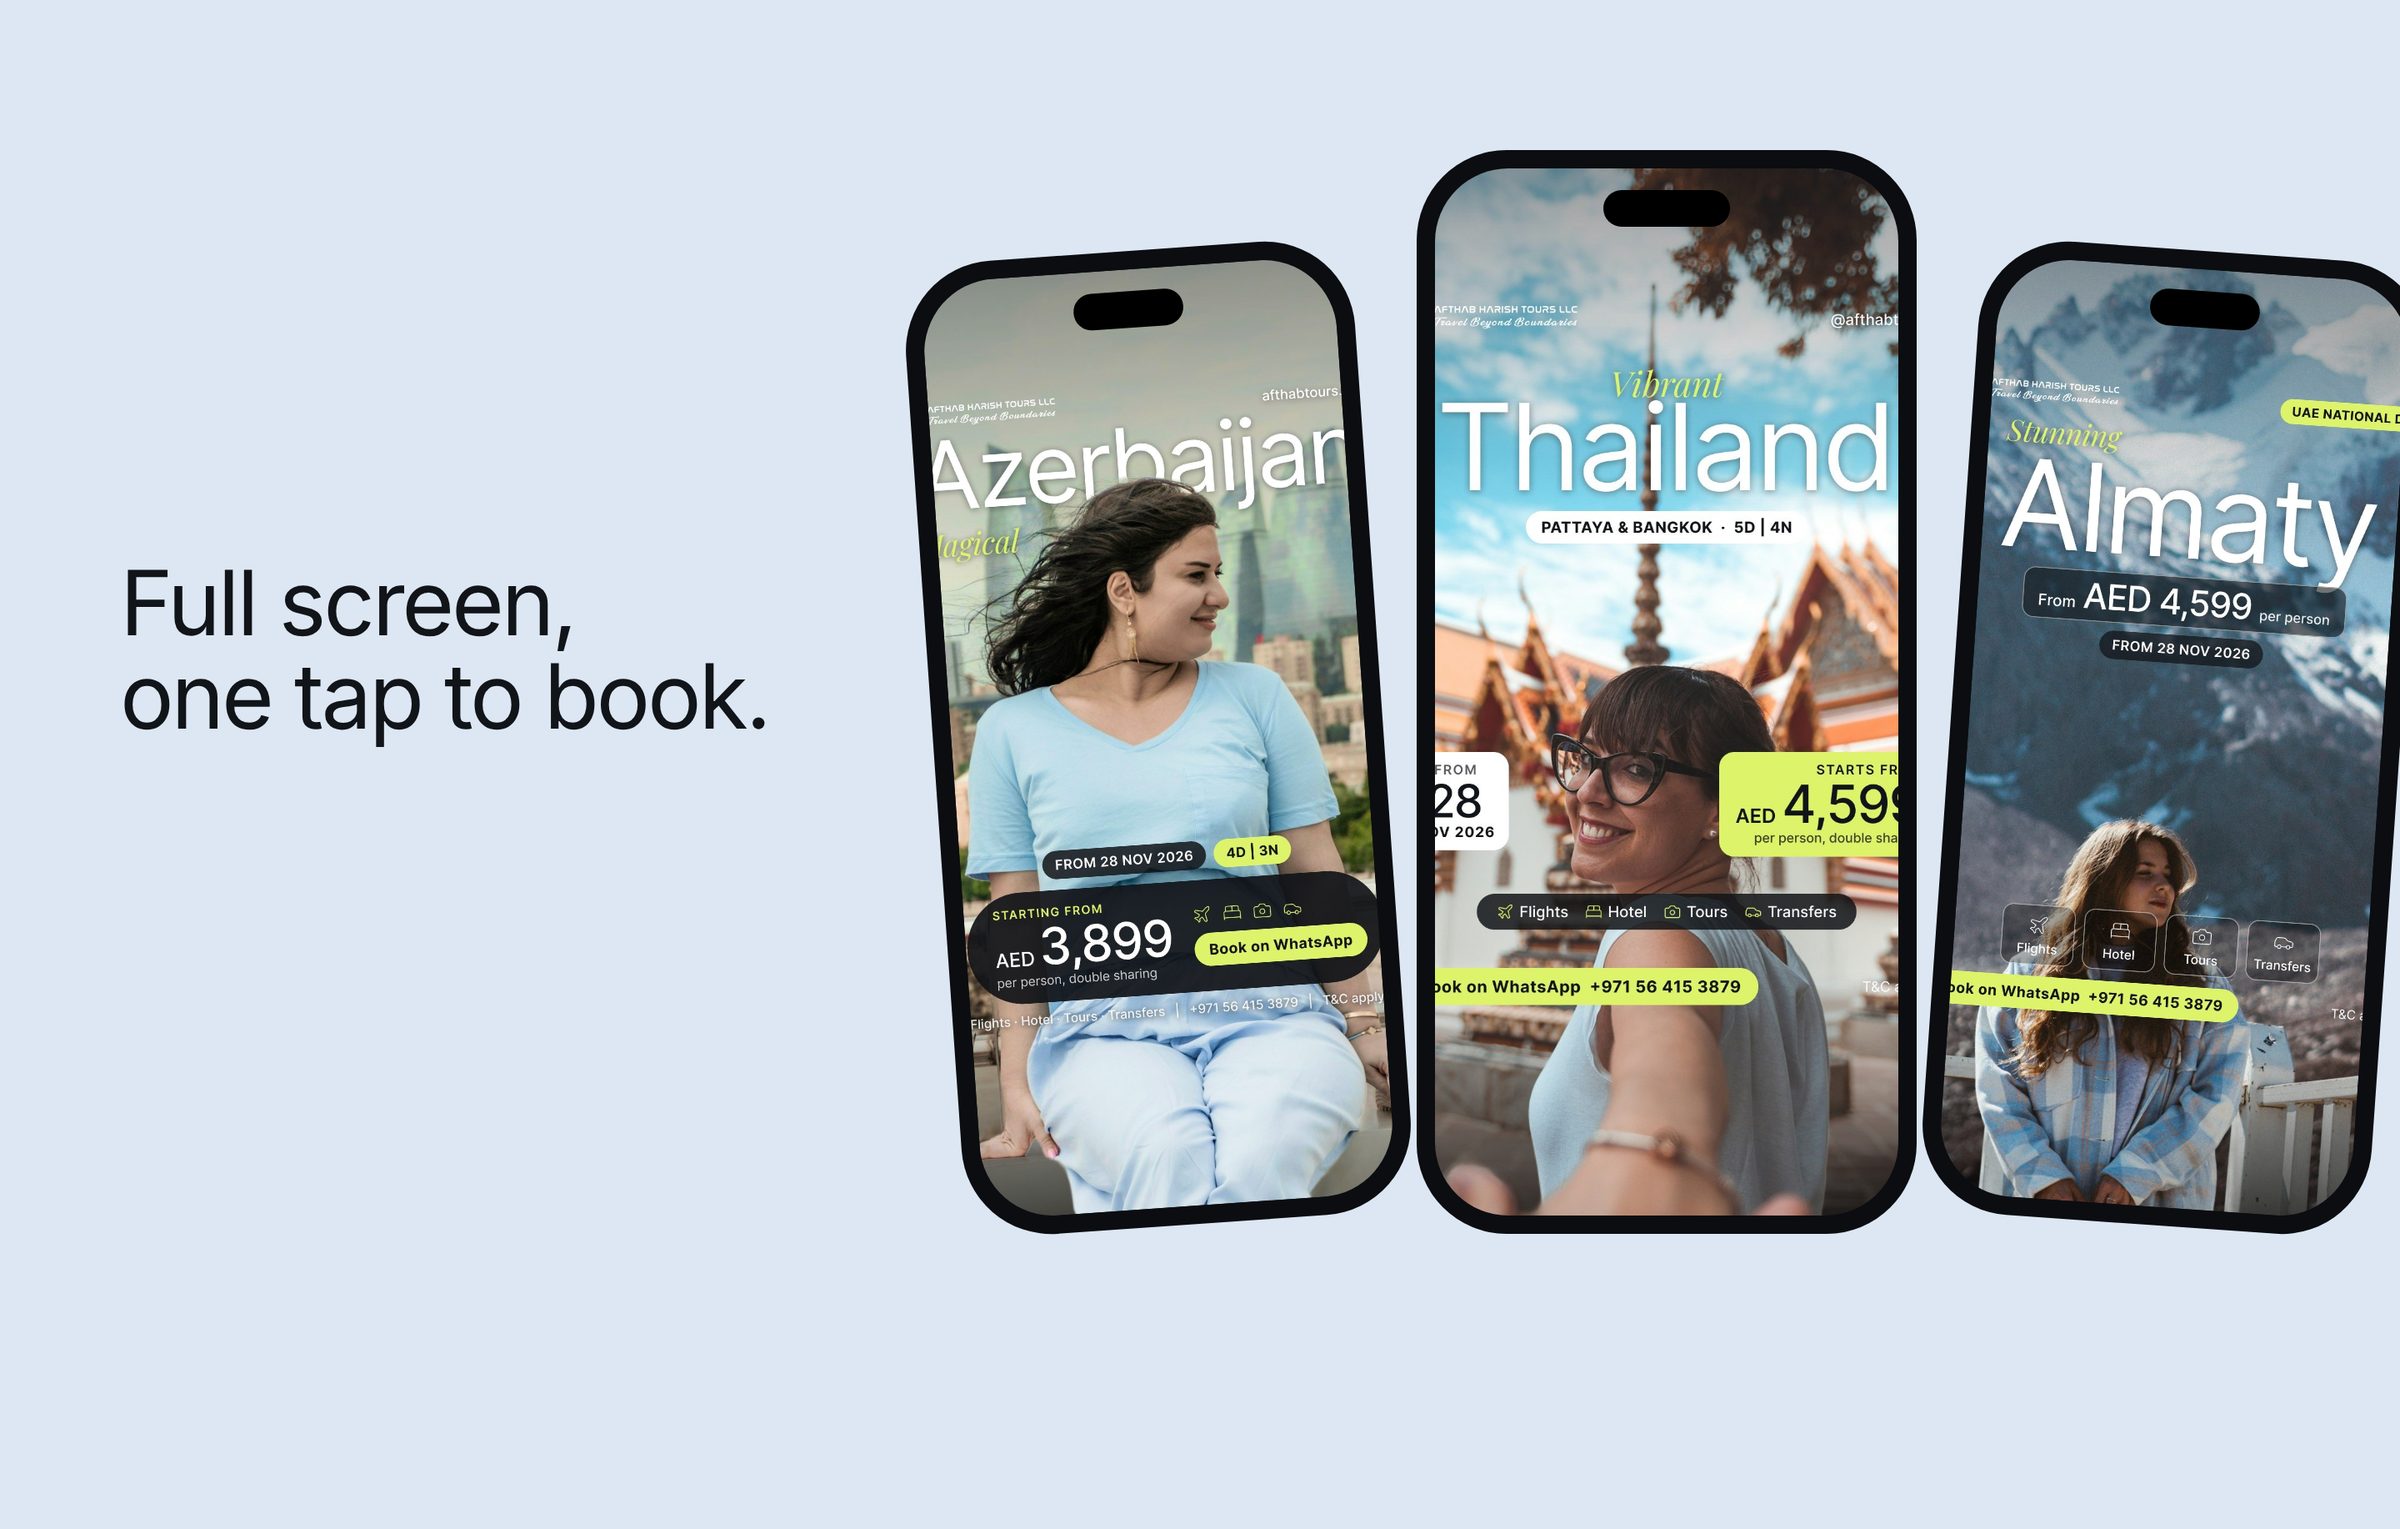 Full screen,
one tap to book.
AFTHAB HARISH TOURS LLC
Travel Beyond Boundaries
afthabtours.
Azerbaijan
Magical
FROM 28 NOV 2026
4D | 3N
STARTING FROM
AED 3,899
per person, double sharing
Book on WhatsApp
Flights · Hotel · Tours · Transfers | +971 56 415 3879 | T&C apply
AFTHAB HARISH TOURS LLC
Travel Beyond Boundaries
@afthabt
Vibrant
Thailand
PATTAYA & BANGKOK · 5D | 4N
FROM
28
OV 2026
STARTS FR
AED 4,599
per person, double sha
Flights Hotel Tours Transfers
ook on WhatsApp +971 56 415 3879
T&C a
AFTHAB HARISH TOURS LLC
Travel Beyond Boundaries
UAE NATIONAL D
Stunning
Almaty
From AED 4,599 per person
FROM 28 NOV 2026
Flights
Hotel
Tours
Transfers
ook on WhatsApp +971 56 415 3879
T&C a